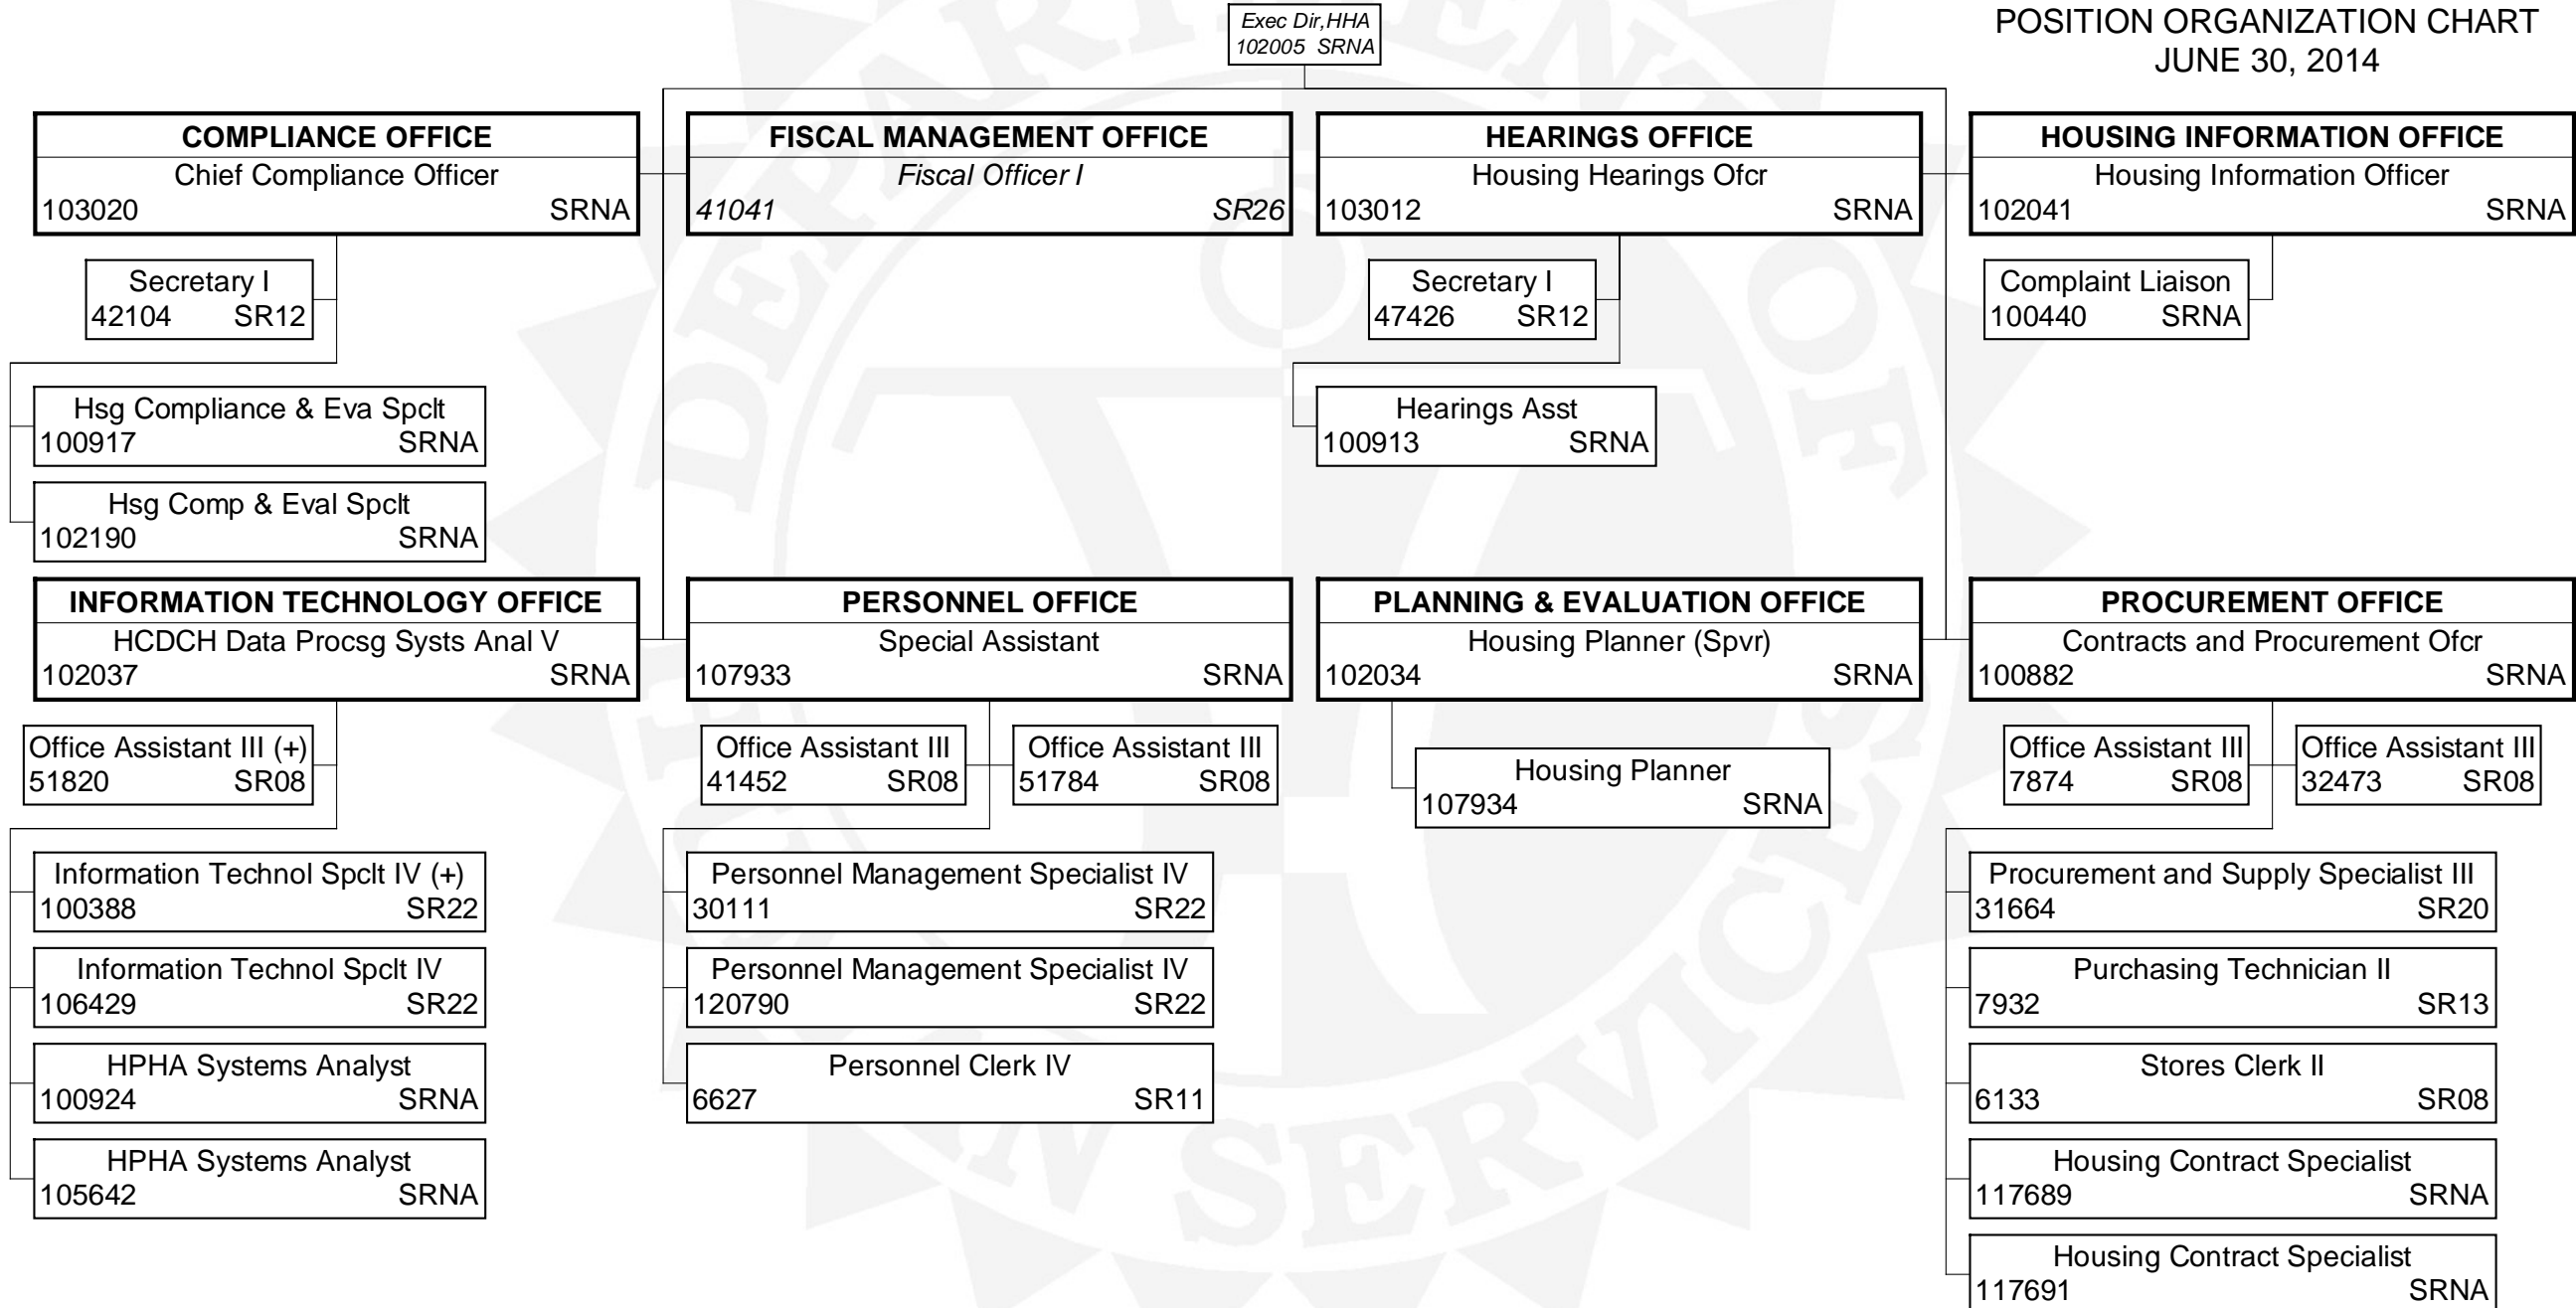 Exec Dir,HHA
102005 SRNA
POSITION ORGANIZATION CHART
JUNE 30, 2014
COMPLIANCE OFFICE
Chief Compliance Officer
103020 SRNA
Secretary I
42104 SR12
Hsg Compliance & Eva Spclt
100917 SRNA
Hsg Comp & Eval Spclt
102190 SRNA
FISCAL MANAGEMENT OFFICE
Fiscal Officer I
41041 SR26
HEARINGS OFFICE
Housing Hearings Ofcr
103012 SRNA
Secretary I
47426 SR12
Hearings Asst
100913 SRNA
HOUSING INFORMATION OFFICE
Housing Information Officer
102041 SRNA
Complaint Liaison
100440 SRNA
INFORMATION TECHNOLOGY OFFICE
HCDCH Data Procsg Systs Anal V
102037 SRNA
Office Assistant III (+)
51820 SR08
Information Technol Spclt IV (+)
100388 SR22
Information Technol Spclt IV
106429 SR22
HPHA Systems Analyst
100924 SRNA
HPHA Systems Analyst
105642 SRNA
PERSONNEL OFFICE
Special Assistant
107933 SRNA
Office Assistant III
41452 SR08
Office Assistant III
51784 SR08
Personnel Management Specialist IV
30111 SR22
Personnel Management Specialist IV
120790 SR22
Personnel Clerk IV
6627 SR11
PLANNING & EVALUATION OFFICE
Housing Planner (Spvr)
102034 SRNA
Housing Planner
107934 SRNA
PROCUREMENT OFFICE
Contracts and Procurement Ofcr
100882 SRNA
Office Assistant III
7874 SR08
Office Assistant III
32473 SR08
Procurement and Supply Specialist III
31664 SR20
Purchasing Technician II
7932 SR13
Stores Clerk II
6133 SR08
Housing Contract Specialist
117689 SRNA
Housing Contract Specialist
117691 SRNA
DEPARTMENT OF
SERVICES